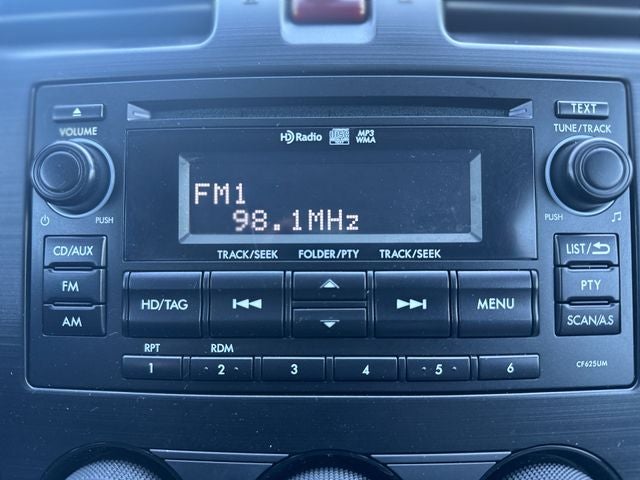 TEXT
VOLUME
HD Radio
MP3
WMA
TUNE/TRACK
FM1
98.1MHz
PUSH
PUSH
CD/AUX
TRACK/SEEK
FOLDER/PTY
TRACK/SEEK
LIST/
FM
HD/TAG
MENU
PTY
AM
SCAN/A.S
RPT
RDM
1
2
3
4
5
6
CF625UM